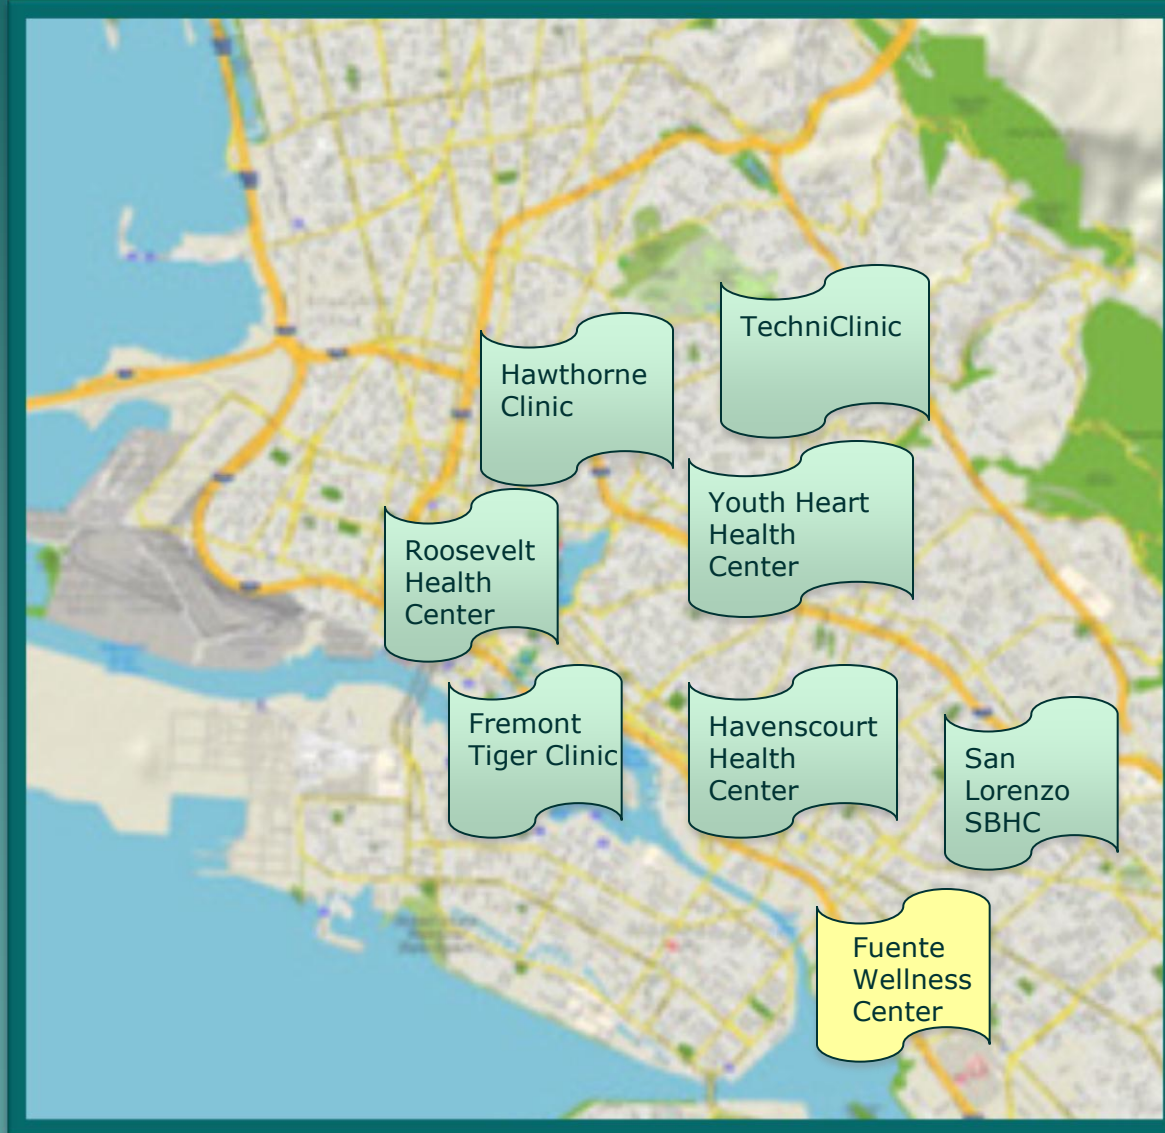 TechniClinic
Hawthorne
Clinic
Youth Heart
Health
Center
Roosevelt
Health
Center
Fremont
Tiger Clinic
Havenscourt
Health
Center
San
Lorenzo
SBHC
Fuente
Wellness
Center